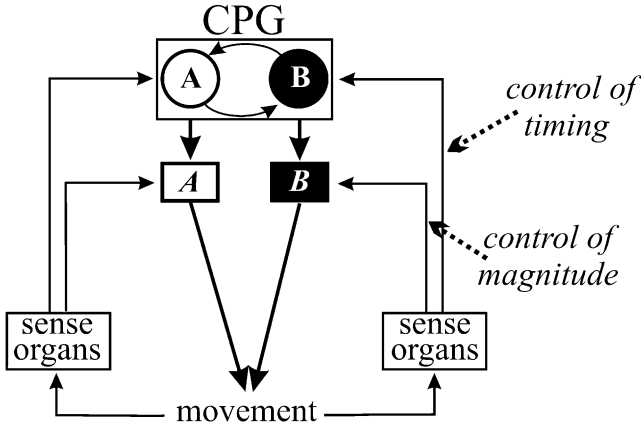 CPG
A
B
control of
timing
A
B
control of
magnitude
sense
organs
sense
organs
movement